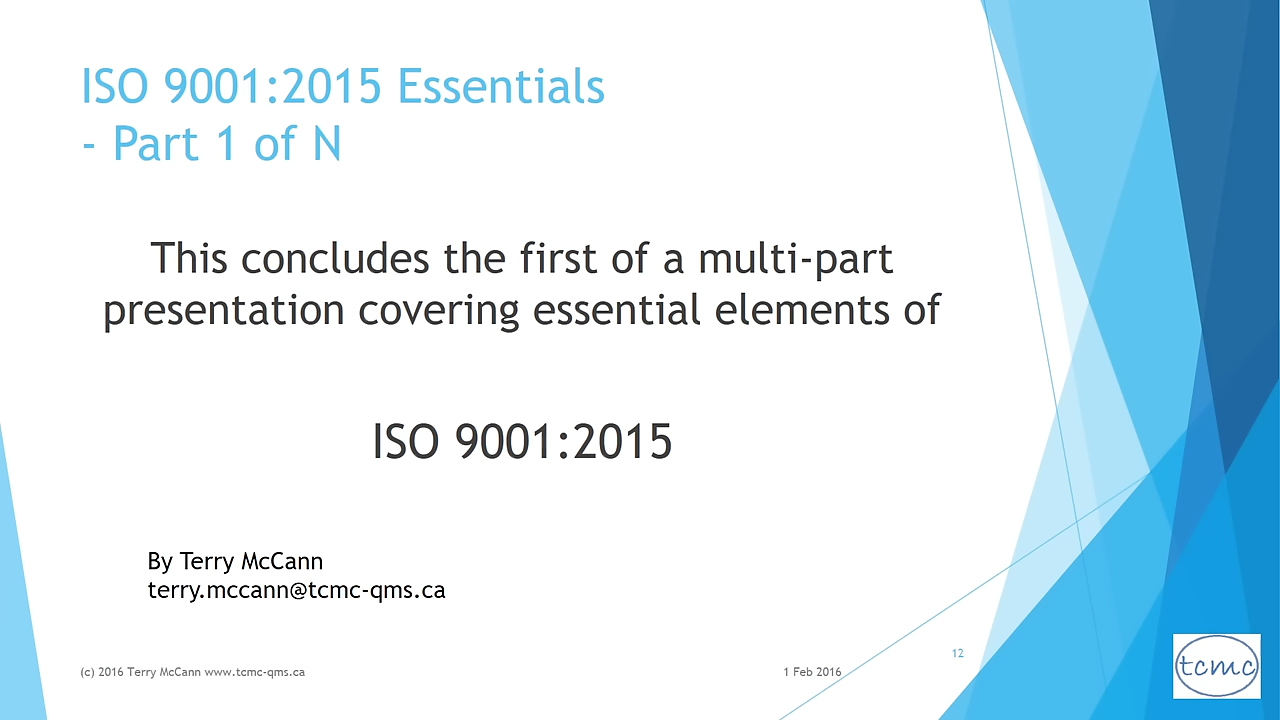 ISO 9001:2015 Essentials
- Part 1 of N
This concludes the first of a multi-part
presentation covering essential elements of
ISO 9001:2015
By Terry McCann
terry.mccann@tcmc-qms.ca
12
(c) 2016 Terry McCann www.tcmc-qms.ca
1 Feb 2016
tcmc